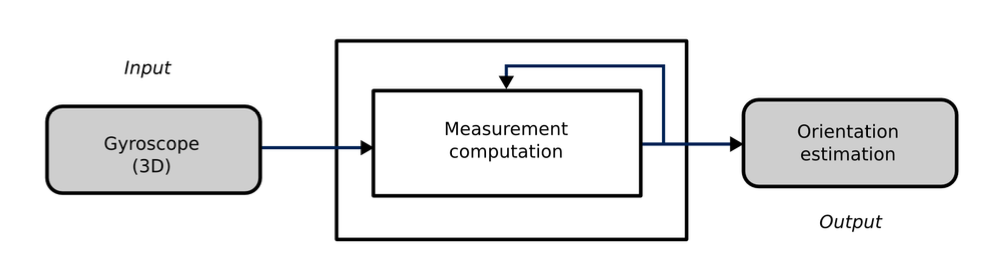 Input
Gyroscope
(3D)
Measurement
computation
Orientation
estimation
Output